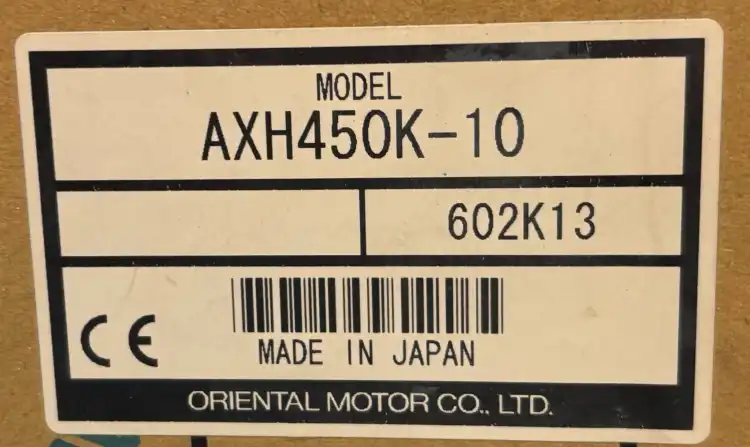 MODEL
AXH450K-10
602K13
CE
MADE IN JAPAN
ORIENTAL MOTOR CO., LTD.